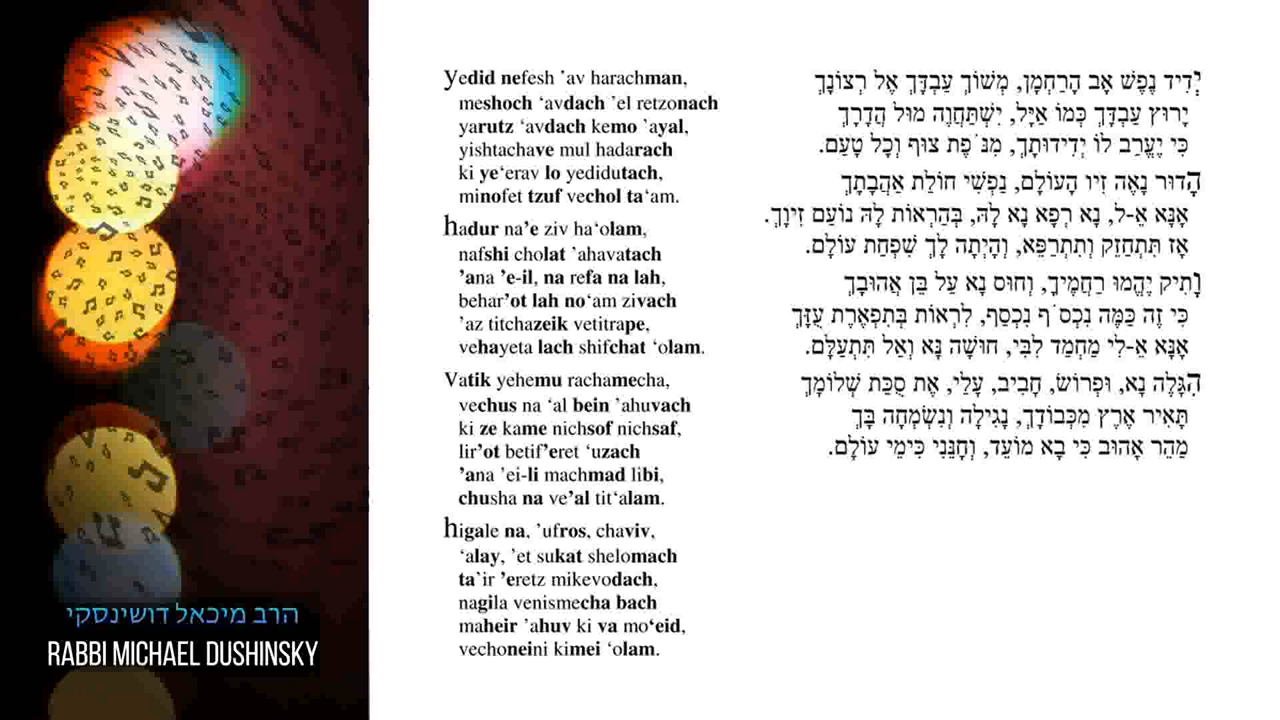 yedid nefesh ’av harachman,
meshoch ‘avdach ’el retzonach
yarutz ‘avdach kemo ’ayal,
yishtachave mul hadarach
ki ye‘erav lo yedidutach,
minofet tzuf vechol ta‘am.
hadur na’e ziv ha‘olam,
nafshi cholat ’ahavatach
’ana ’e-il, na refa na lah,
behar’ot lah no‘am zivach
’az titchazeik vetitrape,
vehayeta lach shifchat ‘olam.
Vatik yehemu rachamecha,
vechus na ‘al bein ’ahuvach
ki ze kame nichsof nichsaf,
lir’ot betif’eret ‘uzach
’ana ’ei-li machmad libi,
chusha na ve’al tit‘alam.
higale na, ’ufros, chaviv,
‘alay, ’et sukat shelomach
ta`ir ’eretz mikevodach,
nagila venismecha bach
maheir ’ahuv ki va mo‘eid,
vechoneini kimei ‘olam.
יְדִיד נֶפֶשׁ אָב הָרַחְמָן, מְשׁוֹךְ עַבְדָּךְ אֶל רְצוֹנָךְ
יָרוּץ עַבְדָּךְ כְּמוֹ אַיָּל, יִשְׁתַּחֲוֶה מוּל הֲדָרָךְ
כִּי יֶעֱרַב לוֹ יְדִידוּתָךְ, מִנֹּפֶת צוּף וְכָל טָעַם.
הָדוּר נָאֶה זִיו הָעוֹלָם, נַפְשִׁי חוֹלַת אַהֲבָתָךְ
אָנָּא אֵ-ל, נָא רְפָא נָא לָהּ, בְּהַרְאוֹת לָהּ נוֹעַם זִיוָךְ.
אָז תִּתְחַזֵּק וְתִתְרַפֵּא, וְהָיְתָה לָךְ שִׁפְחַת עוֹלָם.
וָתִיק יֶהֱמוּ רַחֲמֶיךָ, וְחוּס נָא עַל בֵּן אֲהוּבָךְ
כִּי זֶה כַּמֶּה נִכְסֹף נִכְסַף, לִרְאוֹת בְּתִפְאֶרֶת עֻזָּךְ
אָנָּא אֵ-לִי מַחְמַד לִבִּי, חוּשָׁה נָּא וְאַל תִּתְעַלָּם.
הִגָּלֶה נָא, וּפְרוֹשׂ, חָבִיב, עָלַי, אֶת סֻכַּת שְׁלוֹמָךְ
תָּאִיר אֶרֶץ מִכְּבוֹדָךְ, נָגִילָה וְנִשְׂמְחָה בָּךְ
מַהֵר אָהוּב כִּי בָא מוֹעֵד, וְחָנֵּנִי כִּימֵי עוֹלָם.
הרב מיכאל דושינסקי
RABBI MICHAEL DUSHINSKY